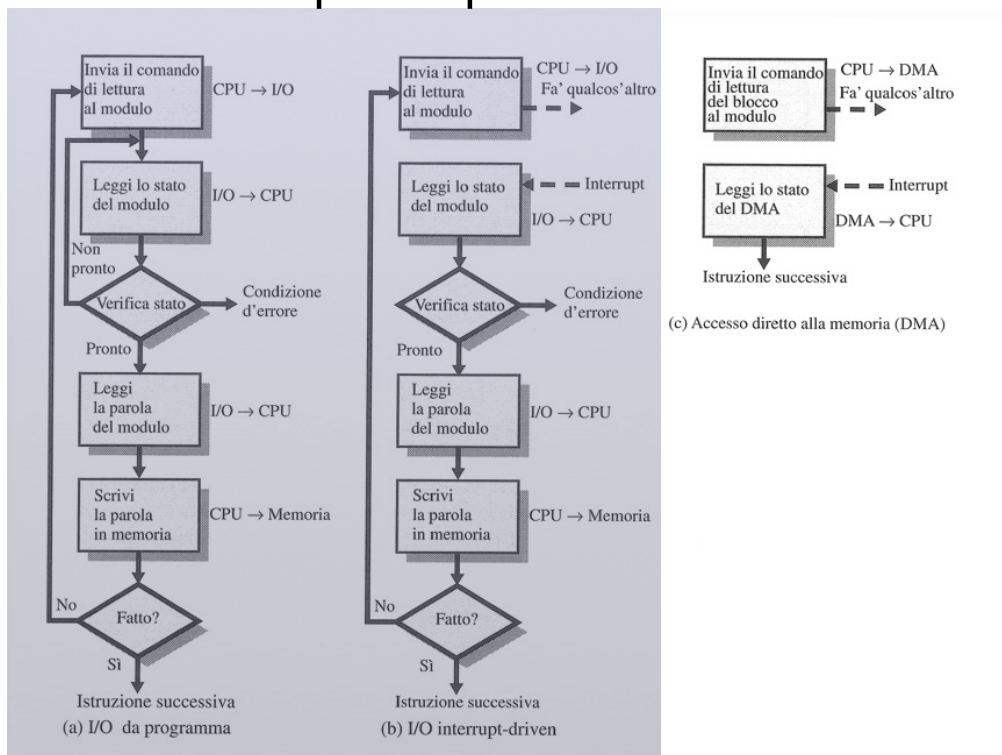 Invia il comando
di lettura
al modulo
CPU → I/O
Leggi lo stato
del modulo
I/O → CPU
Non
pronto
Verifica stato
Condizione
d'errore
Pronto
Leggi
la parola
del modulo
I/O → CPU
Scrivi
la parola
in memoria
CPU → Memoria
No
Fatto?
Sì
Istruzione successiva
(a) I/O da programma
Invia il comando
di lettura
al modulo
CPU → I/O
Fa' qualcos'altro
Leggi lo stato
del modulo
Interrupt
I/O → CPU
Verifica stato
Condizione
d'errore
Pronto
Leggi
la parola
del modulo
I/O → CPU
Scrivi
la parola
in memoria
CPU → Memoria
No
Fatto?
Sì
Istruzione successiva
(b) I/O interrupt-driven
Invia il comando
di lettura
del blocco
al modulo
CPU → DMA
Fa' qualcos'altro
Leggi lo stato
del DMA
Interrupt
DMA → CPU
Istruzione successiva
(c) Accesso diretto alla memoria (DMA)